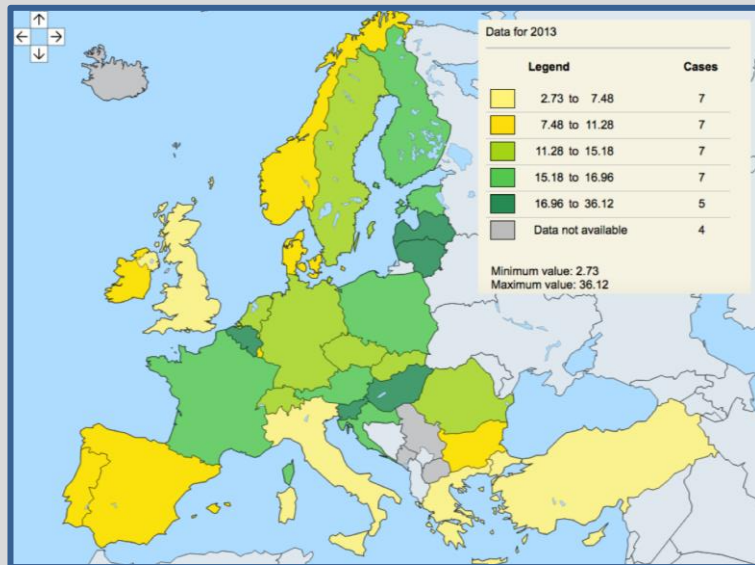 Data for 2013
Legend Cases
2.73 to 7.48 7
7.48 to 11.28 7
11.28 to 15.18 7
15.18 to 16.96 7
16.96 to 36.12 5
Data not available 4
Minimum value: 2.73
Maximum value: 36.12